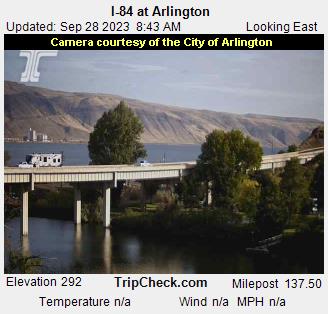 I-84 at Arlington
Updated: Sep 28 2023 8:43 AM Looking East
Camera courtesy of the City of Arlington
Elevation 292 TripCheck.com Milepost 137.50
Temperature n/a Wind n/a MPH n/a